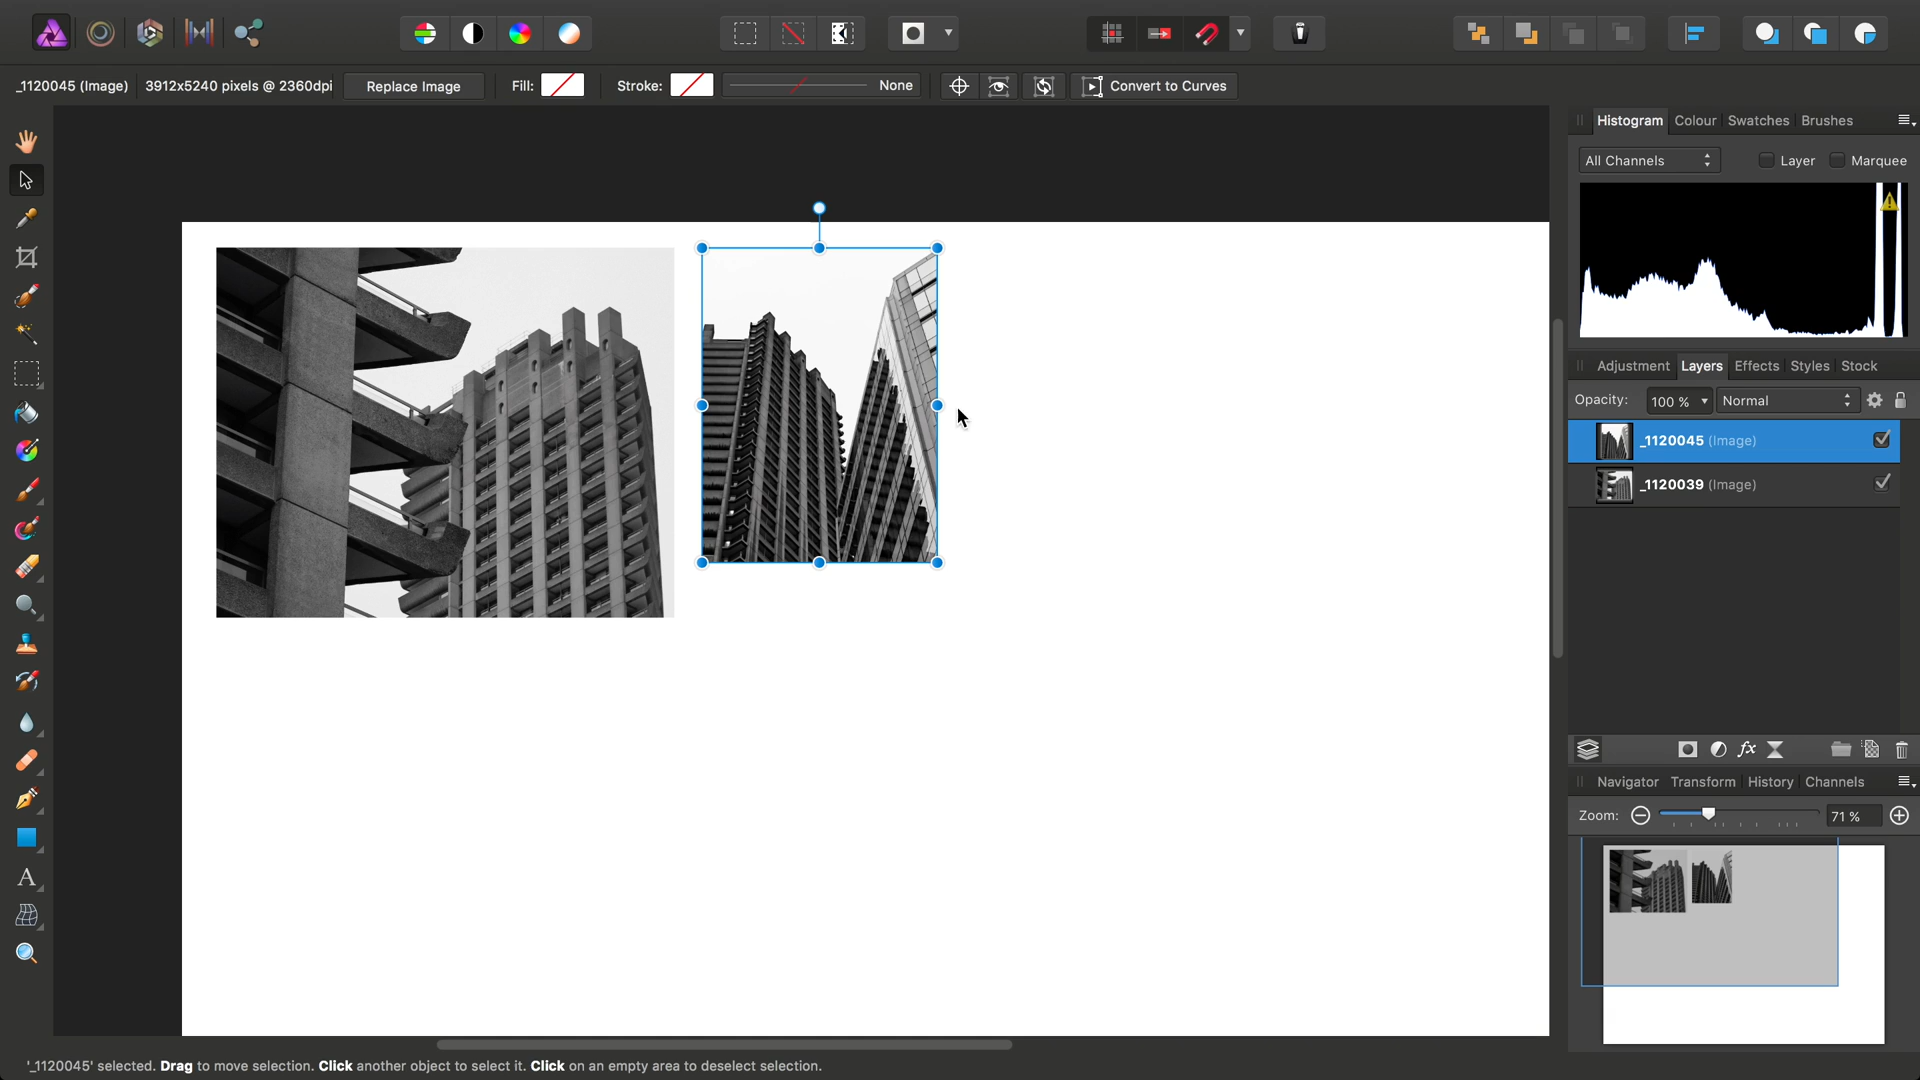 _1120045 (Image) 3912x5240 pixels @ 2360dpi Replace Image Fill: Stroke: None Convert to Curves
Histogram Colour Swatches Brushes
All Channels Layer Marquee
Adjustment Layers Effects Styles Stock
Opacity: 100 % Normal
_1120045 (Image)
_1120039 (Image)
fx
Navigator Transform History Channels
Zoom: 71 %
A
'_1120045' selected. Drag to move selection. Click another object to select it. Click on an empty area to deselect selection.